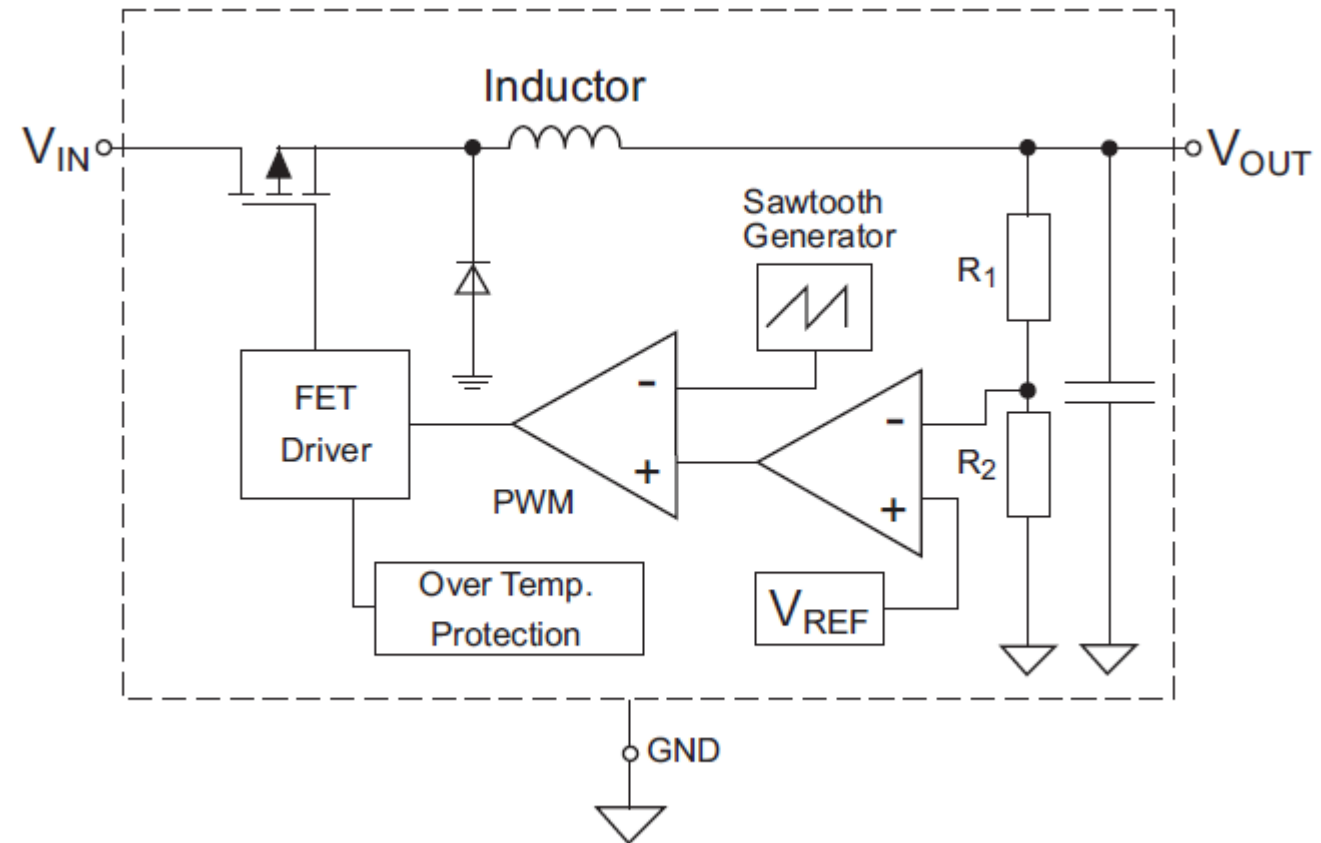 Inductor
VIN
VOUT
Sawtooth
Generator
R1
FET
Driver
-
+
PWM
-
+
R2
Over Temp.
Protection
VREF
GND